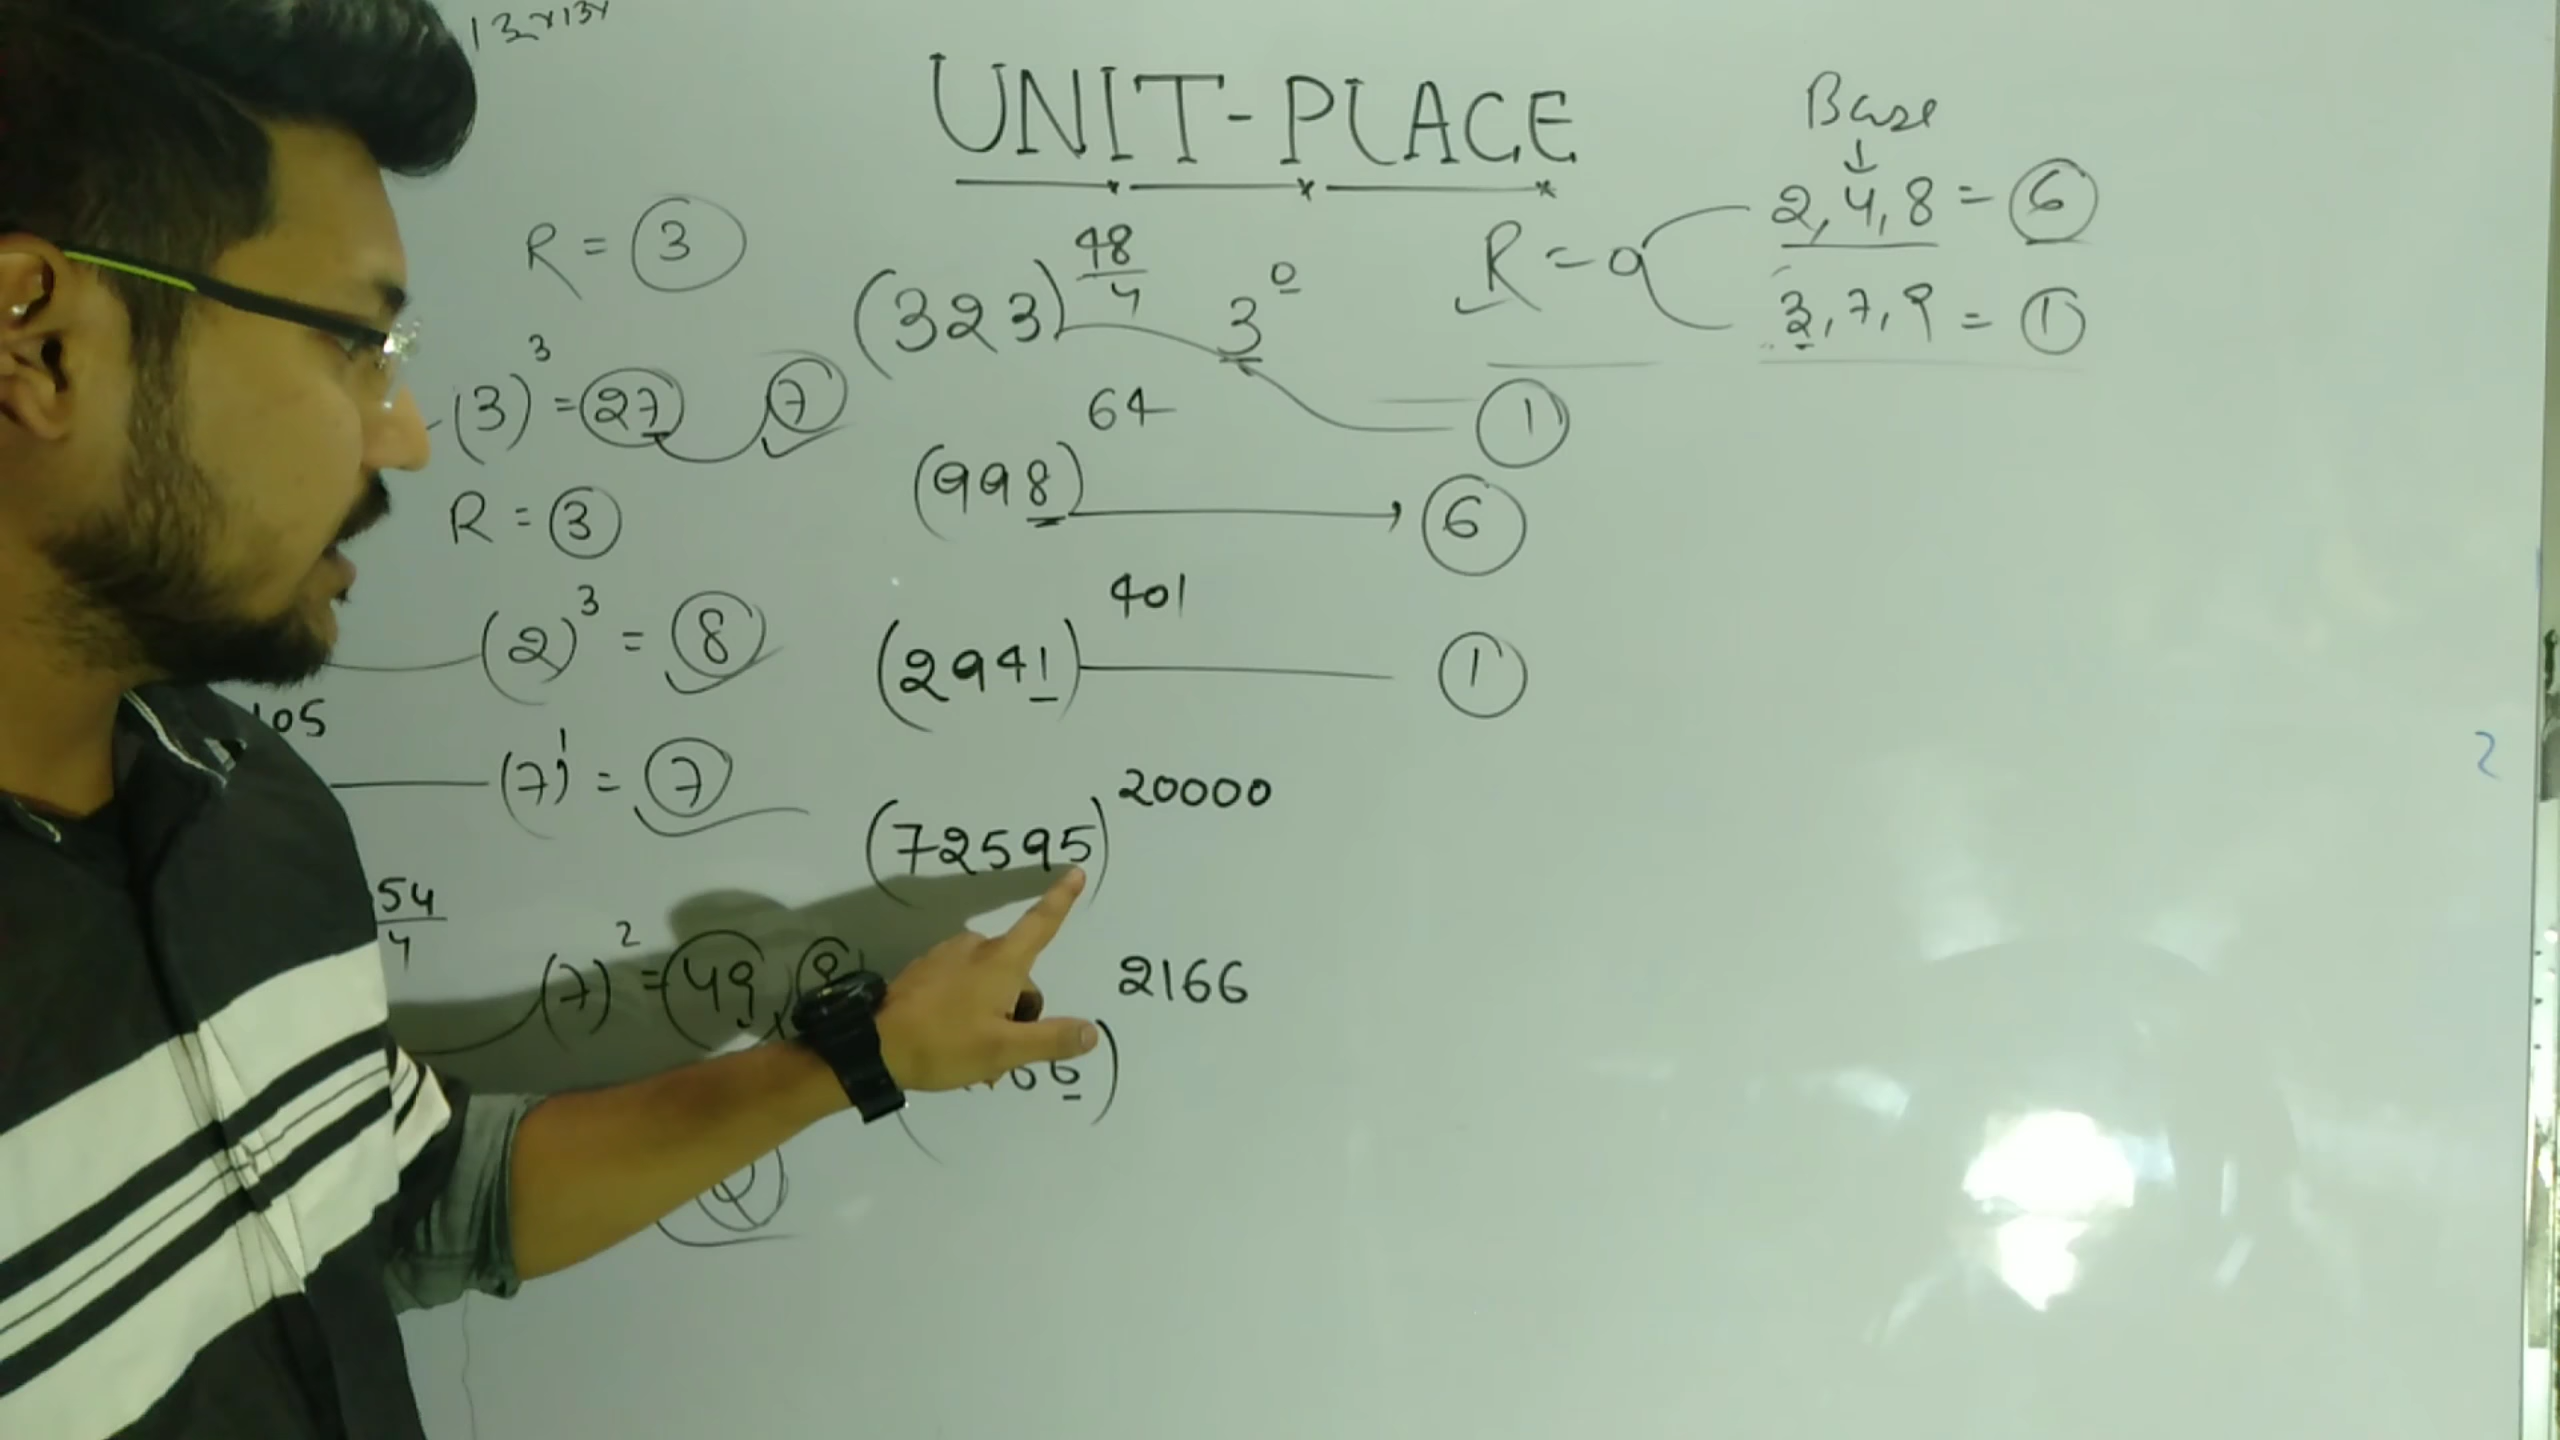 UNIT-PLACE
Base
↓
2, 4, 8 = 6
3, 7, 9 = 1
R = 0
R = 3
(3)^3 = 27 7
R = 3
(2)^3 = 8
105
(7)^1 = 7
54/4
(7)^2 = 49
(323)^48/4 3^0 1
(998)^64 → 6
(2941)^401 1
(72595)^20000
66)^2166